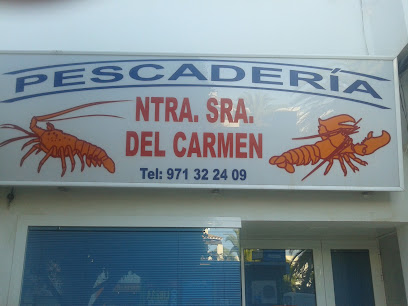 PESCADERÍA
NTRA. SRA.
DEL CARMEN
Tel: 971 32 24 09